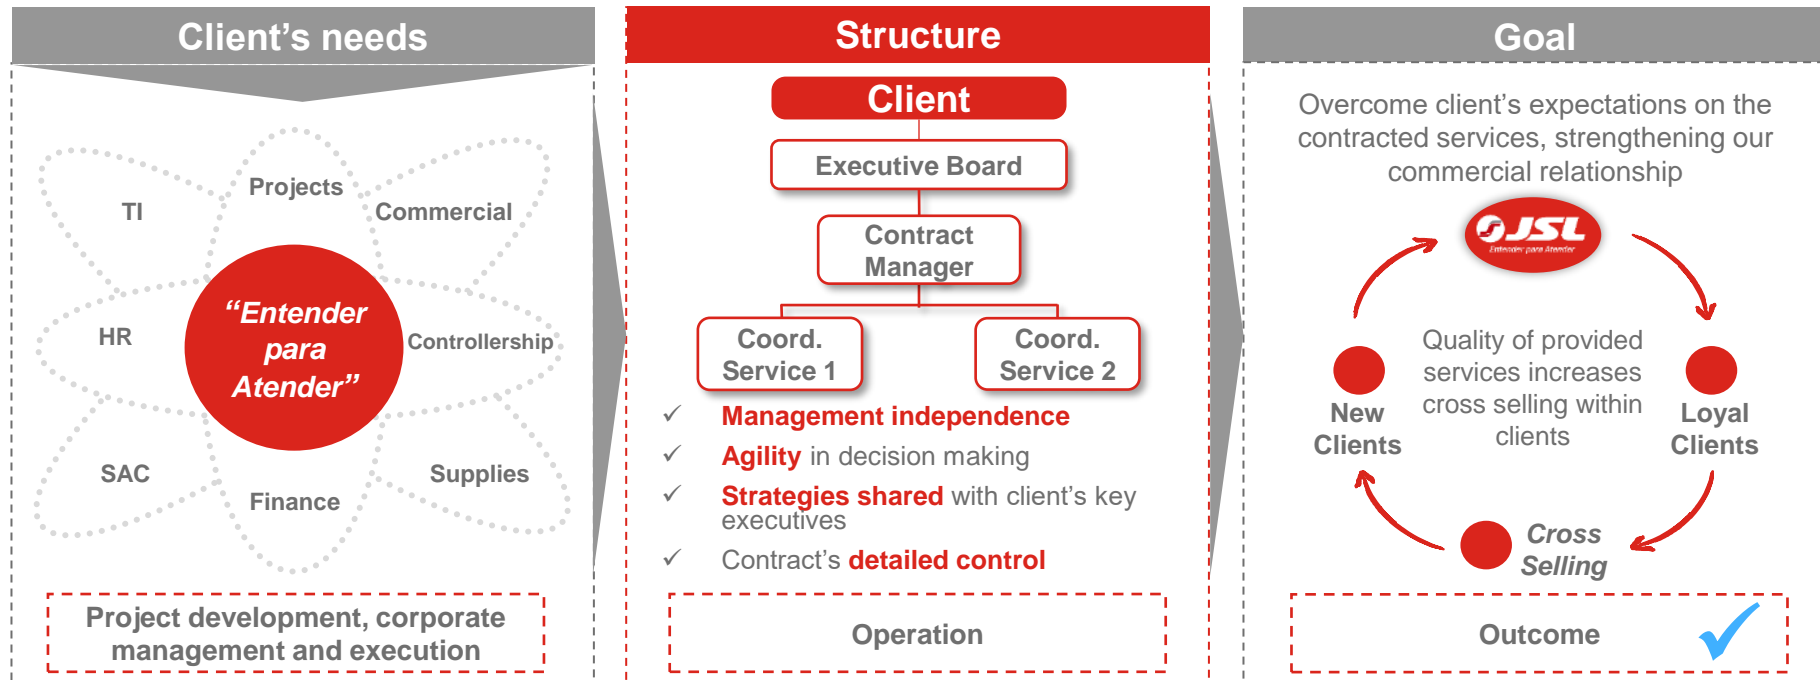 Client's needs
Projects
TI
Commercial
"Entender
para
Atender"
HR
Controllership
SAC
Supplies
Finance
Project development, corporate
management and execution
Structure
Client
Executive Board
Contract
Manager
Coord.
Service 1
Coord.
Service 2
✓ Management independence
✓ Agility in decision making
✓ Strategies shared with client's key
executives
✓ Contract's detailed control
Operation
Goal
Overcome client's expectations on the
contracted services, strengthening our
commercial relationship
JSL
Entender para Atender
Quality of provided
services increases
cross selling within
clients
New
Clients
Loyal
Clients
Cross
Selling
Outcome